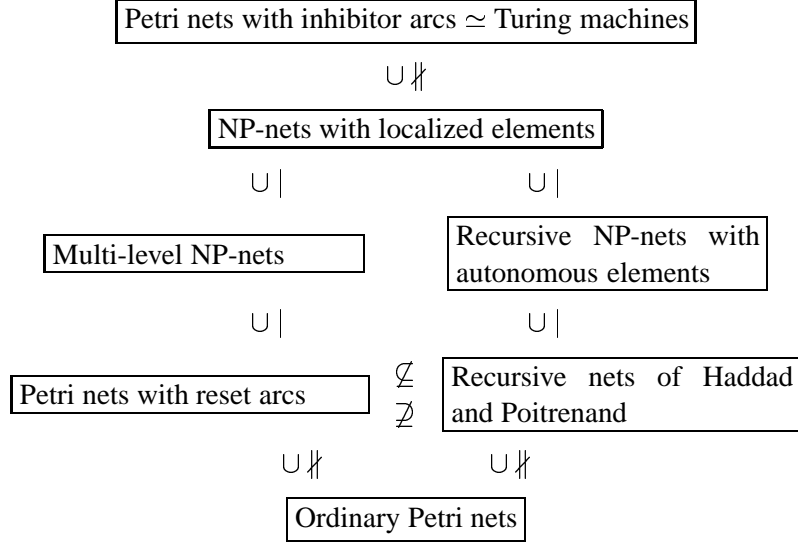 Petri nets with inhibitor arcs ≃ Turing machines
∪ ∦
NP-nets with localized elements
∪ | ∪ |
Multi-level NP-nets
Recursive NP-nets with
autonomous elements
∪ | ∪ |
Petri nets with reset arcs
⊈
⊉
Recursive nets of Haddad
and Poitrenand
∪ ∦ ∪ ∦
Ordinary Petri nets